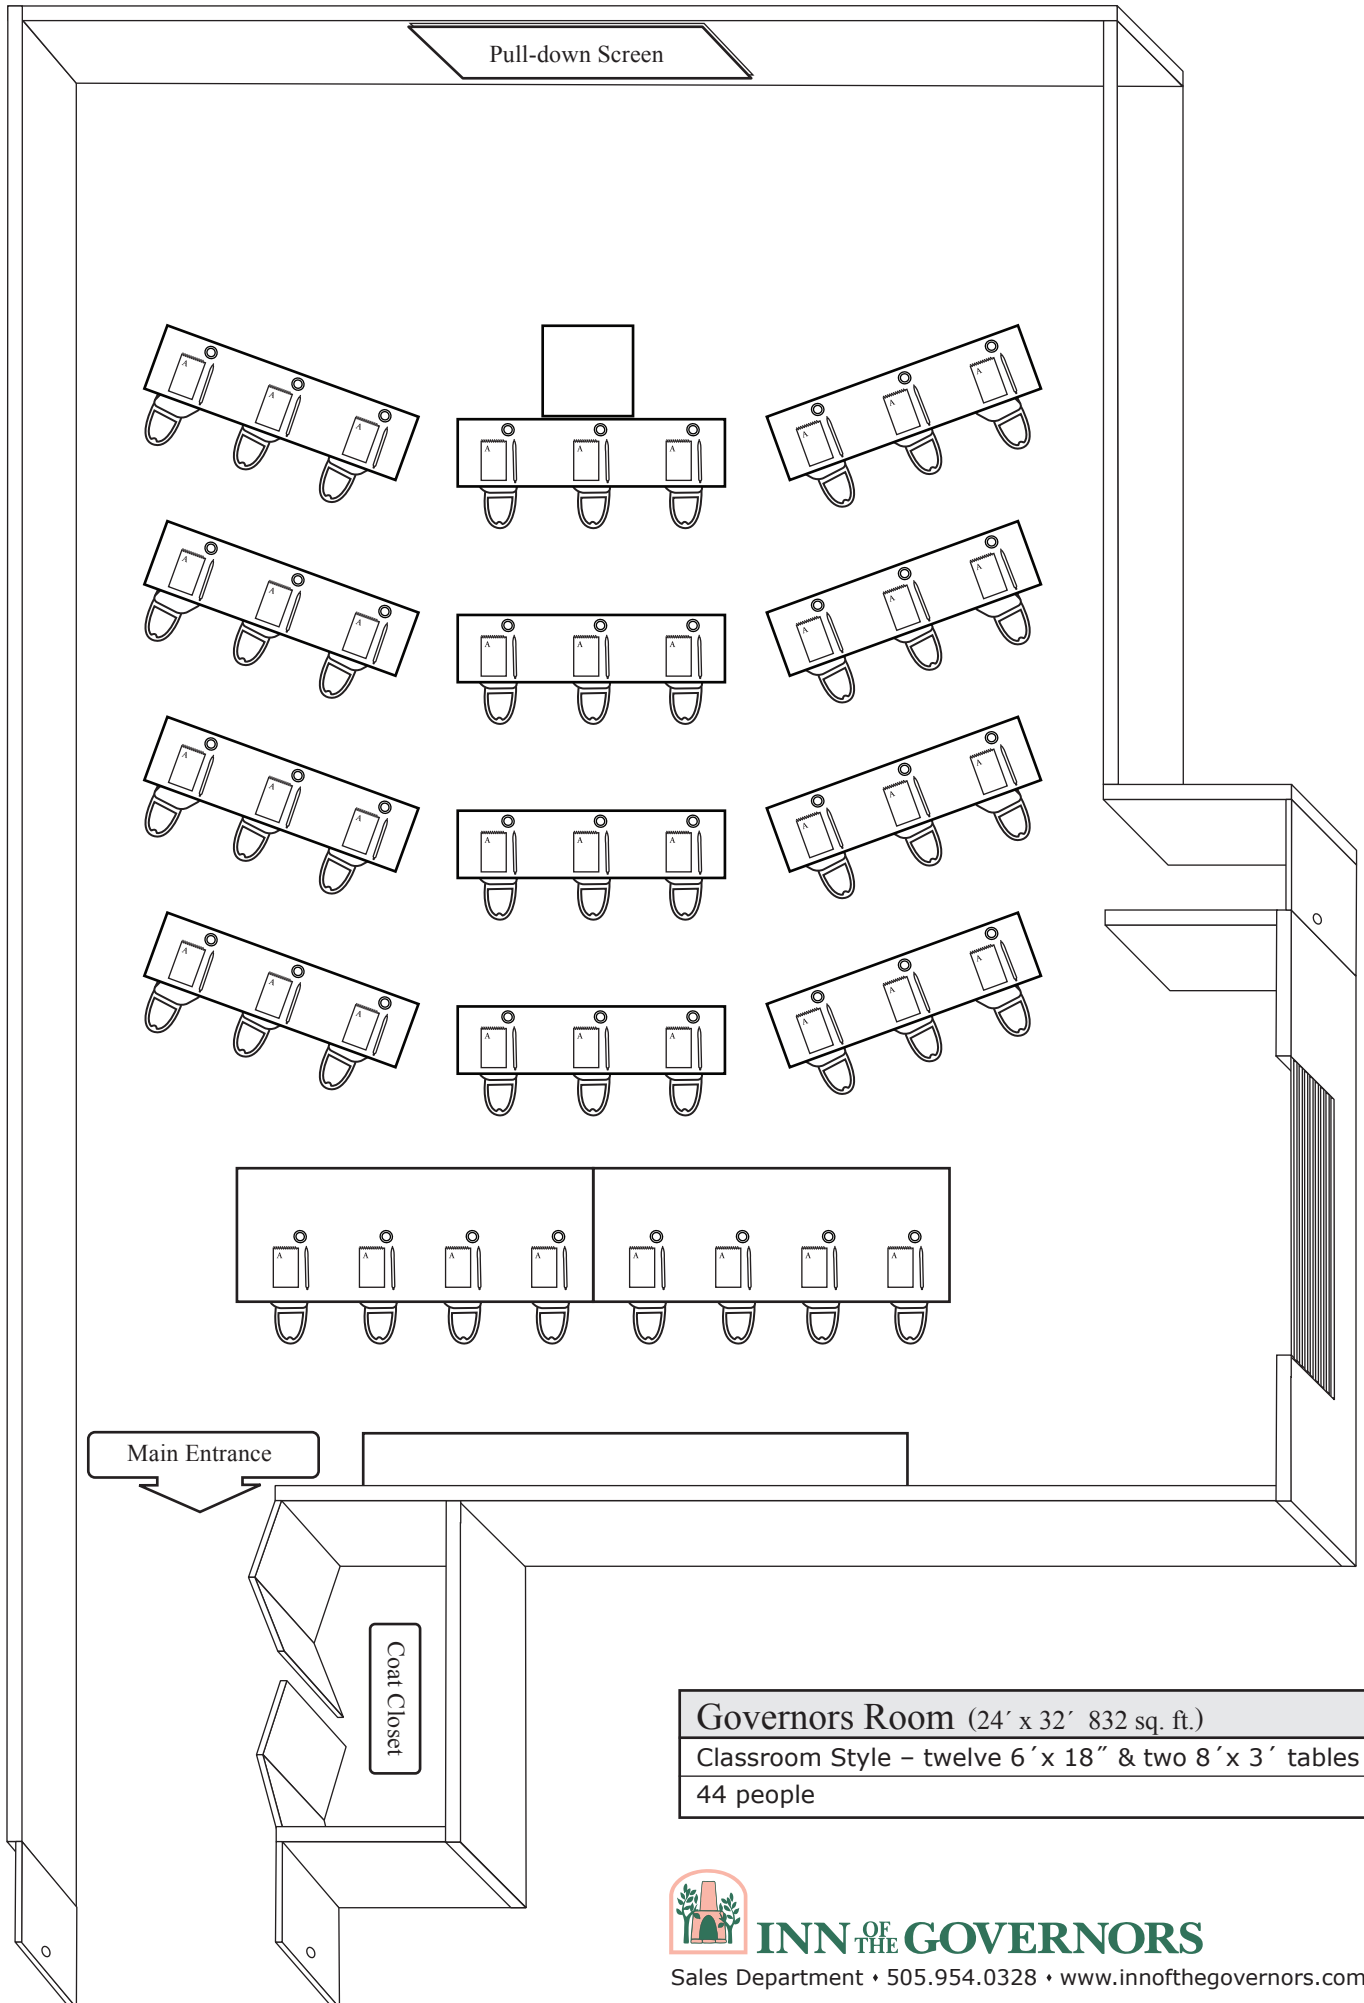 Pull-down Screen
A A A A A A A A A
A A A A A A A A A
A A A A A A A A A
A A A A A A A A A
A A A A A A A A
Main Entrance
Coat Closet
Governors Room (24´ x 32´ 832 sq. ft.)
Classroom Style – twelve 6´x 18˝ & two 8´x 3´ tables
44 people
INN OF THE GOVERNORS
Sales Department • 505.954.0328 • www.innofthegovernors.com